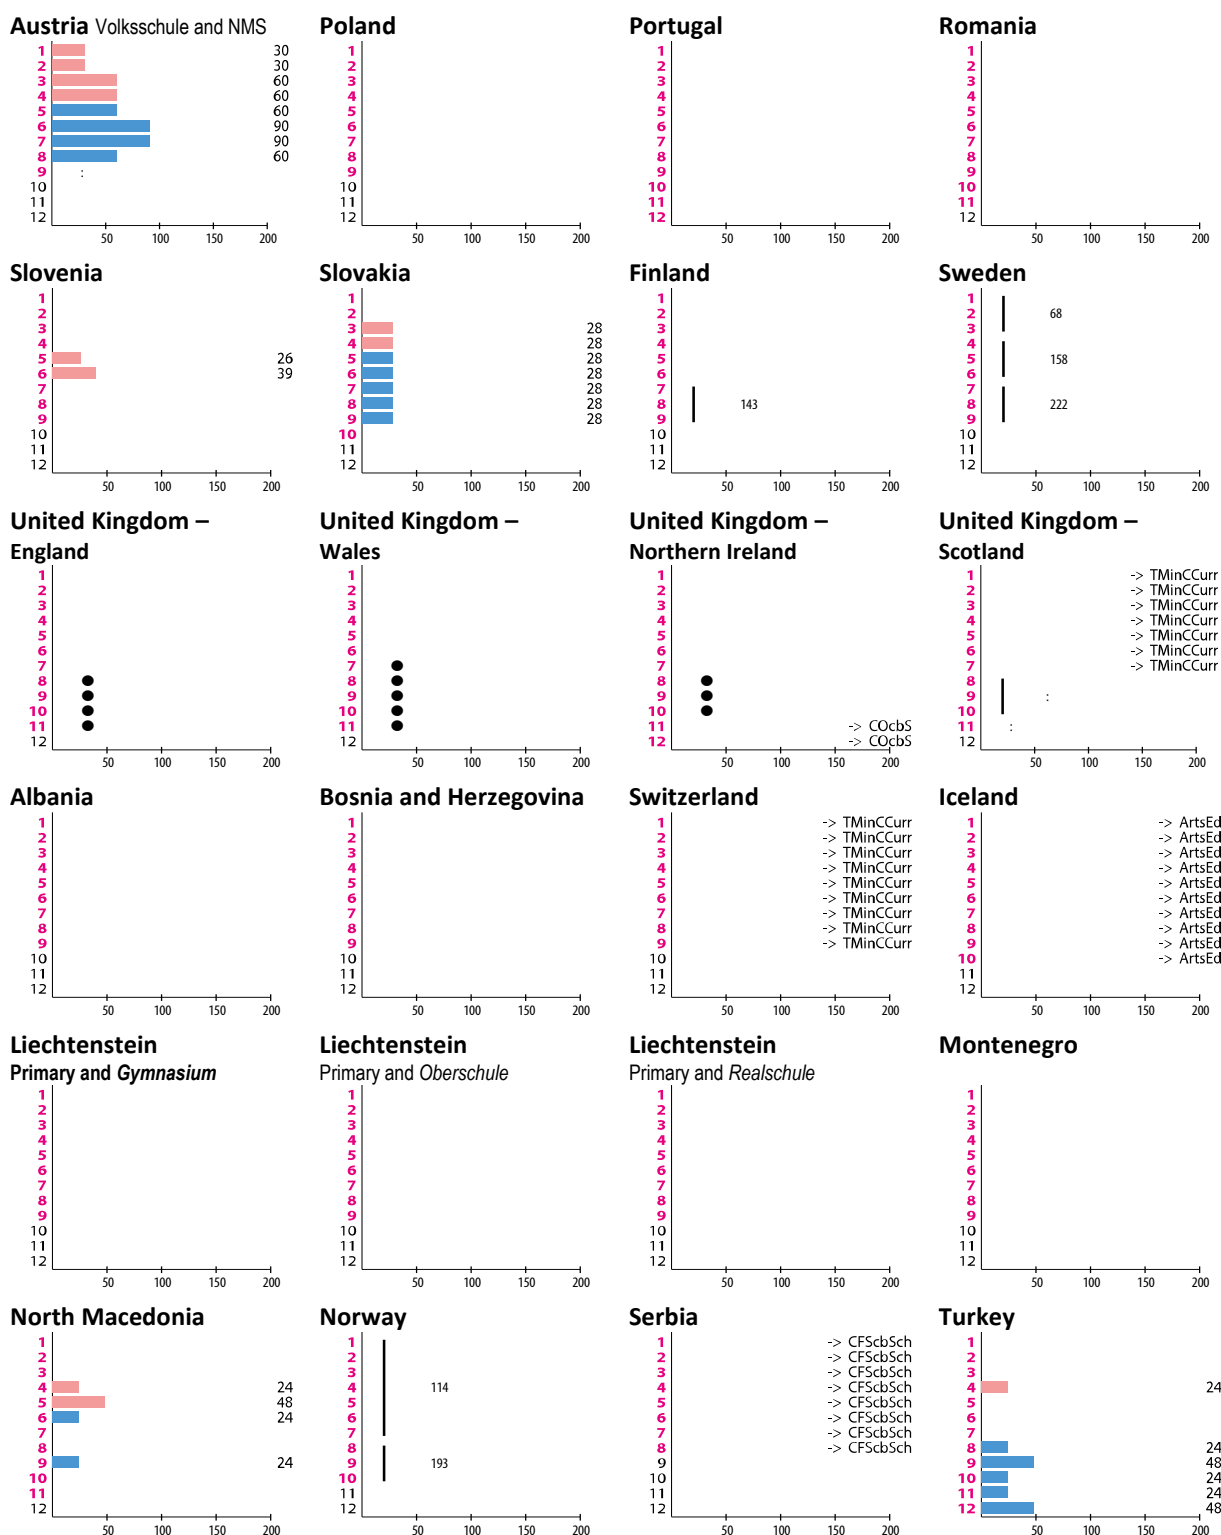 Austria Volksschule and NMS
1 30
2 30
3 60
4 60
5 60
6 90
7 90
8 60
9 :
10
11
12
50 100 150 200
Poland
1
2
3
4
5
6
7
8
9
10
11
12
50 100 150 200
Portugal
1
2
3
4
5
6
7
8
9
10
11
12
50 100 150 200
Romania
1
2
3
4
5
6
7
8
9
10
11
12
50 100 150 200
Slovenia
1
2
3
4
5 26
6 39
7
8
9
10
11
12
50 100 150 200
Slovakia
1
2
3 28
4 28
5 28
6 28
7 28
8 28
9 28
10
11
12
50 100 150 200
Finland
1
2
3
4
5
6
7
8 143
9
10
11
12
50 100 150 200
Sweden
1
2 68
3
4
5 158
6
7
8 222
9
10
11
12
50 100 150 200
United Kingdom –
England
1
2
3
4
5
6
7
8
9
10
11
12
50 100 150 200
United Kingdom –
Wales
1
2
3
4
5
6
7
8
9
10
11
12
50 100 150 200
United Kingdom –
Northern Ireland
1
2
3
4
5
6
7
8
9
10
11 -> COcbS
12 -> COcbS
50 100 150 200
United Kingdom –
Scotland
1 -> TMinCCurr
2 -> TMinCCurr
3 -> TMinCCurr
4 -> TMinCCurr
5 -> TMinCCurr
6 -> TMinCCurr
7 -> TMinCCurr
8
9 :
10
11 :
12
50 100 150 200
Albania
1
2
3
4
5
6
7
8
9
10
11
12
50 100 150 200
Bosnia and Herzegovina
1
2
3
4
5
6
7
8
9
10
11
12
50 100 150 200
Switzerland
1 -> TMinCCurr
2 -> TMinCCurr
3 -> TMinCCurr
4 -> TMinCCurr
5 -> TMinCCurr
6 -> TMinCCurr
7 -> TMinCCurr
8 -> TMinCCurr
9 -> TMinCCurr
10
11
12
50 100 150 200
Iceland
1 -> ArtsEd
2 -> ArtsEd
3 -> ArtsEd
4 -> ArtsEd
5 -> ArtsEd
6 -> ArtsEd
7 -> ArtsEd
8 -> ArtsEd
9 -> ArtsEd
10 -> ArtsEd
11
12
50 100 150 200
Liechtenstein
Primary and Gymnasium
1
2
3
4
5
6
7
8
9
10
11
12
50 100 150 200
Liechtenstein
Primary and Oberschule
1
2
3
4
5
6
7
8
9
10
11
12
50 100 150 200
Liechtenstein
Primary and Realschule
1
2
3
4
5
6
7
8
9
10
11
12
50 100 150 200
Montenegro
1
2
3
4
5
6
7
8
9
10
11
12
50 100 150 200
North Macedonia
1
2
3
4 24
5 48
6 24
7
8
9 24
10
11
12
50 100 150 200
Norway
1
2
3
4 114
5
6
7
8
9 193
10
11
12
50 100 150 200
Serbia
1 -> CFScbSch
2 -> CFScbSch
3 -> CFScbSch
4 -> CFScbSch
5 -> CFScbSch
6 -> CFScbSch
7 -> CFScbSch
8 -> CFScbSch
9
10
11
12
50 100 150 200
Turkey
1
2
3
4 24
5
6
7
8 24
9 48
10 24
11 24
12 48
50 100 150 200